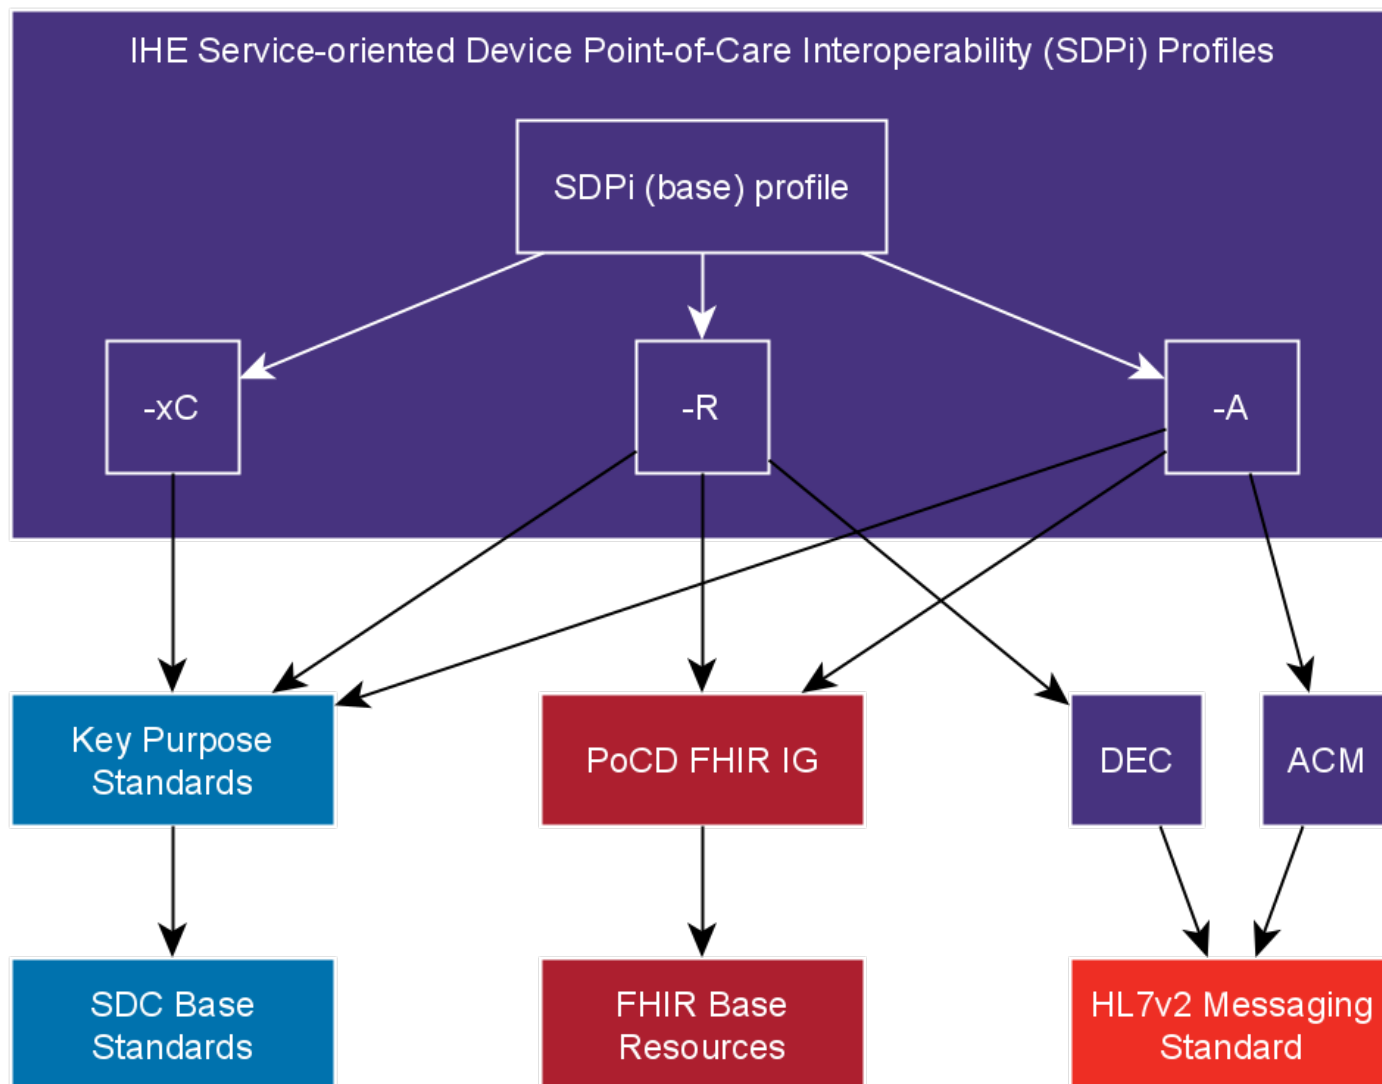 IHE Service-oriented Device Point-of-Care Interoperability (SDPi) Profiles
SDPi (base) profile
-xC
-R
-A
Key Purpose
Standards
PoCD FHIR IG
DEC
ACM
SDC Base
Standards
FHIR Base
Resources
HL7v2 Messaging
Standard